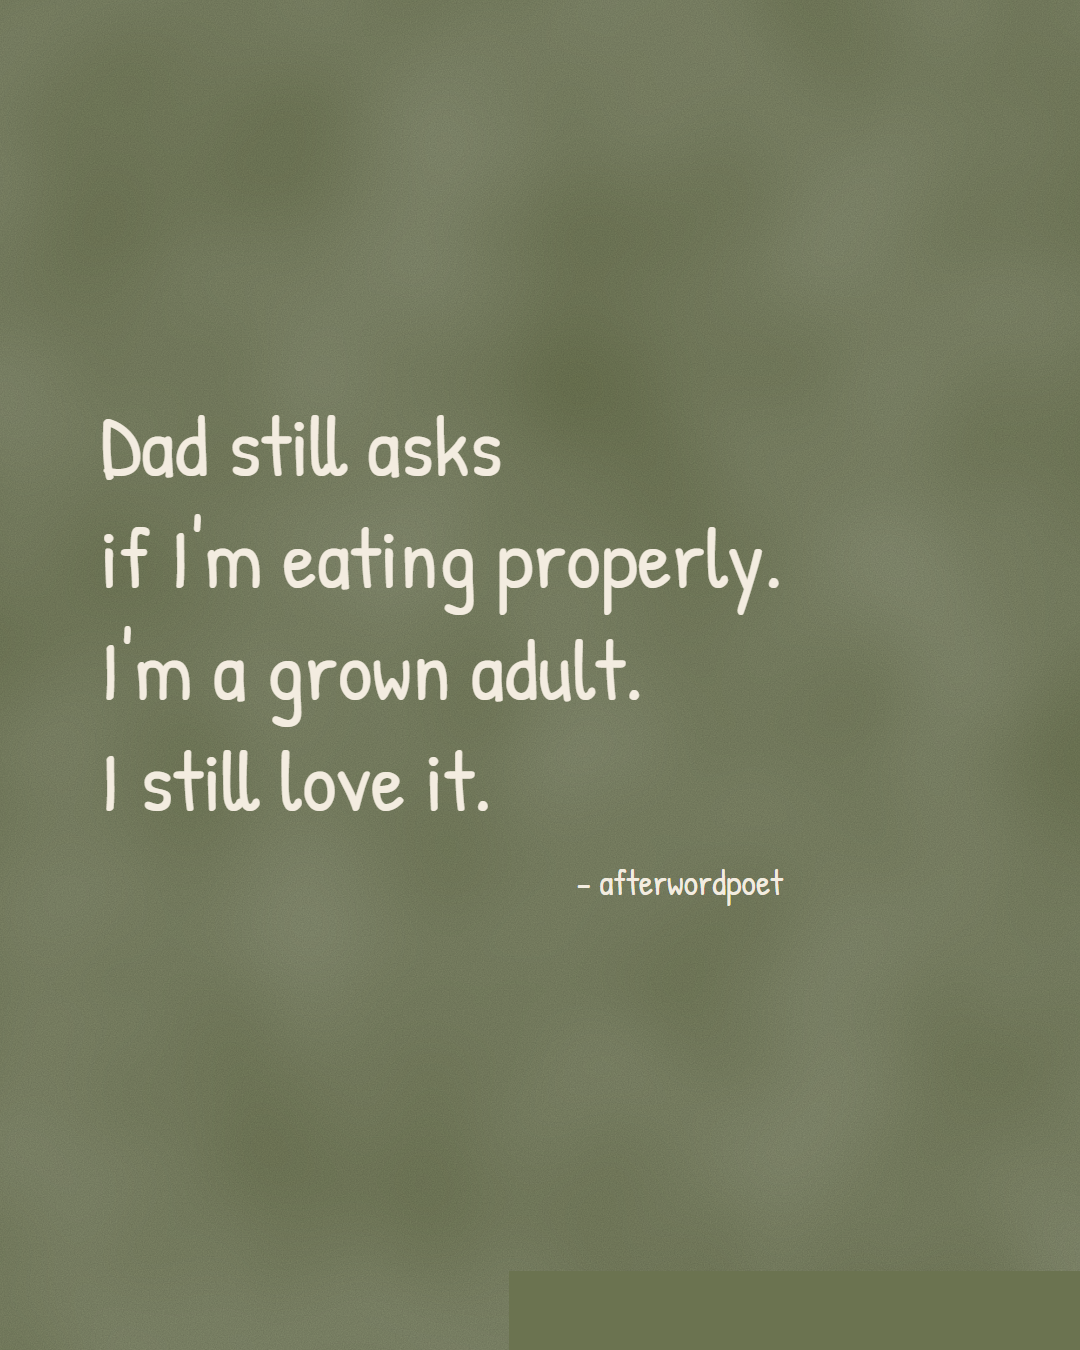 Dad still asks
if I'm eating properly.
I'm a grown adult.
I still love it.
- afterwordpoet